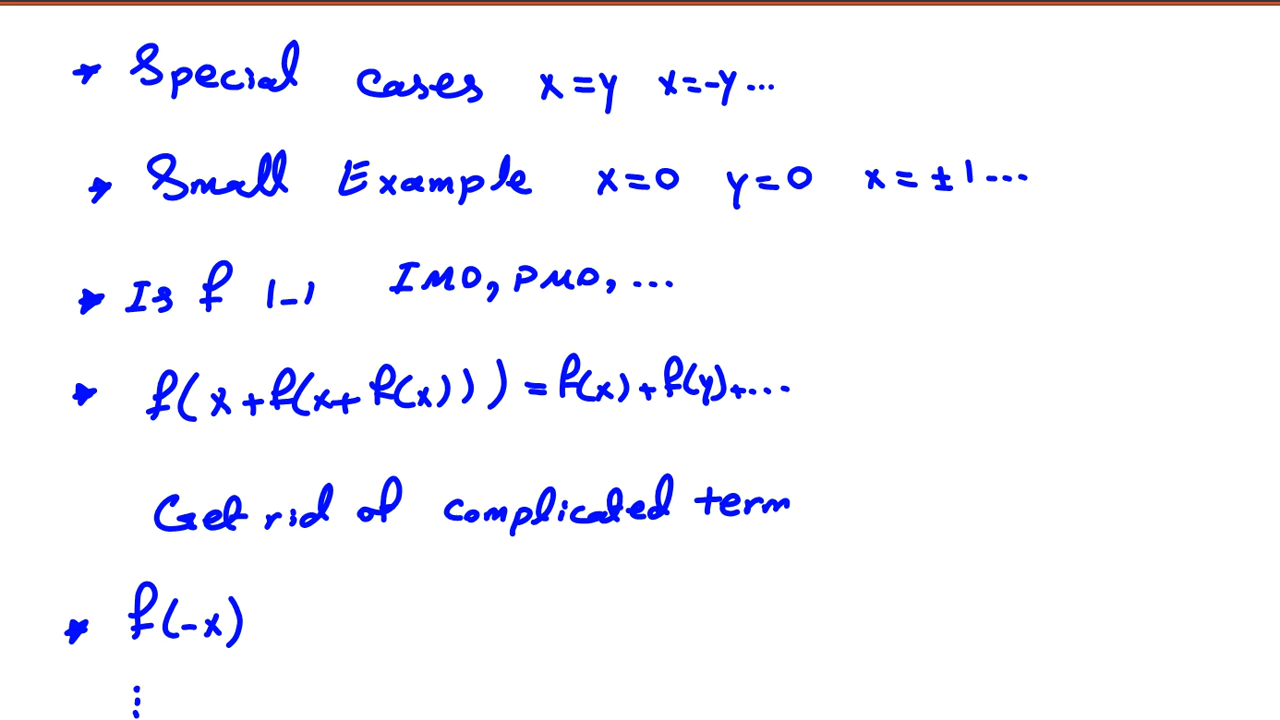 * Special cases x=y x=-y...
* Small Example x=0 y=0 x=±1...
* Is f 1-1 IMO, PMO, ...
* f(x+f(x+f(x))) = f(x)+f(y)+...
Get rid of complicated term
* f(-x)
⋮